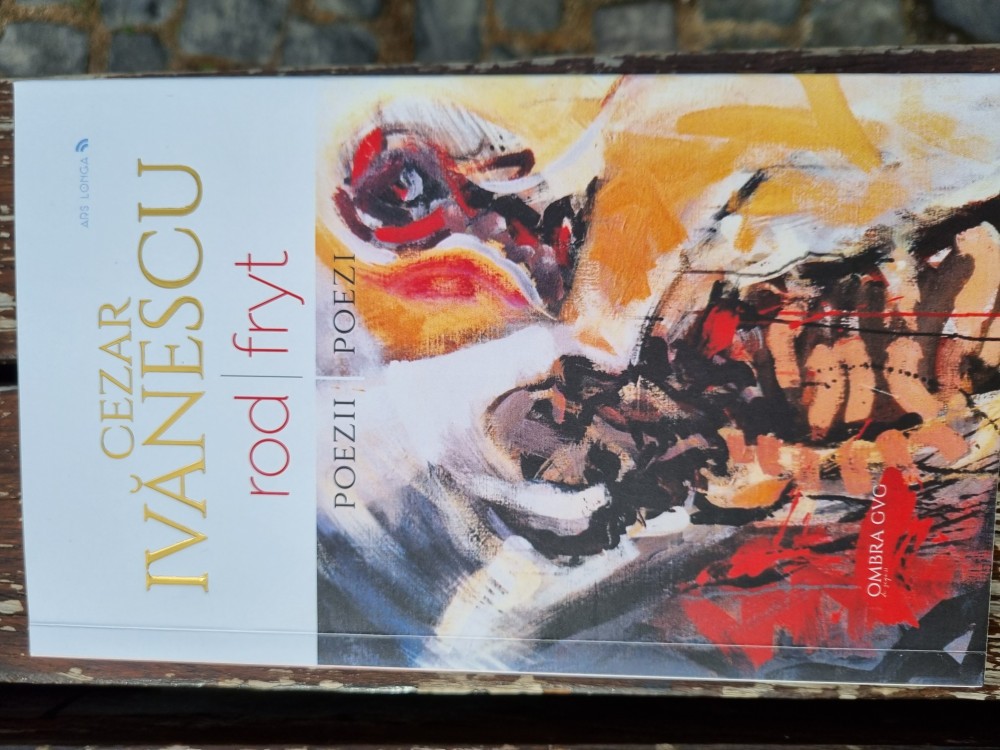 ARS LONGA
CEZAR
IVĂNESCU
rod | fryt
POEZII | POEZI
OMBRA GVG